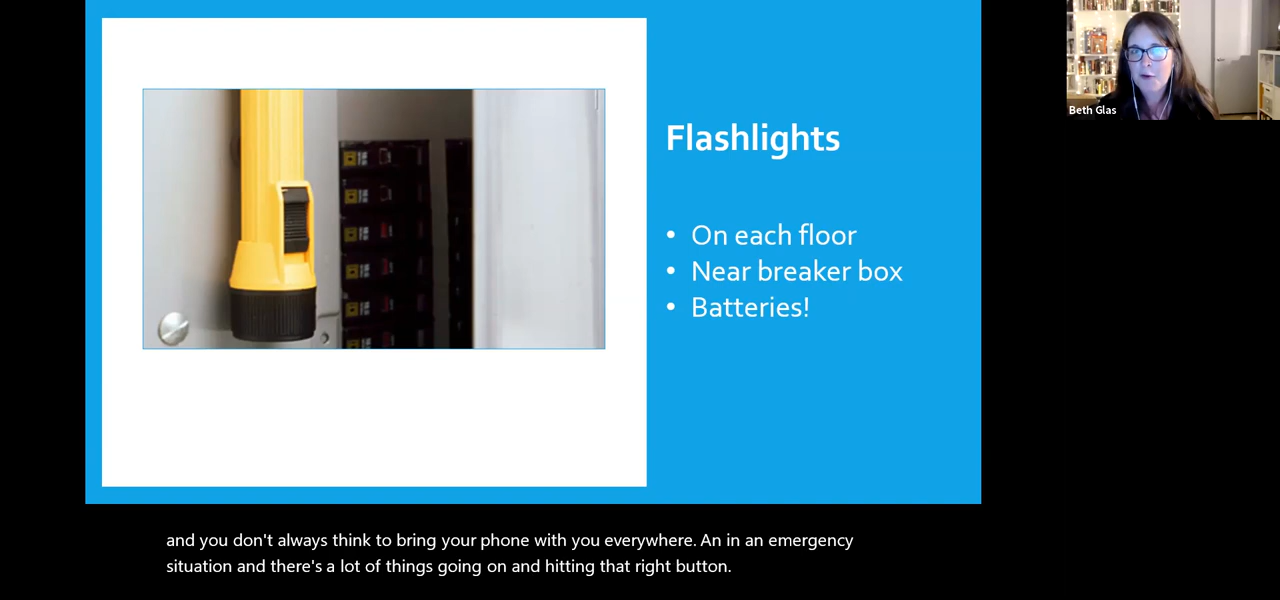 Flashlights
• On each floor
• Near breaker box
• Batteries!
Beth Glas
and you don't always think to bring your phone with you everywhere. An in an emergency
situation and there's a lot of things going on and hitting that right button.